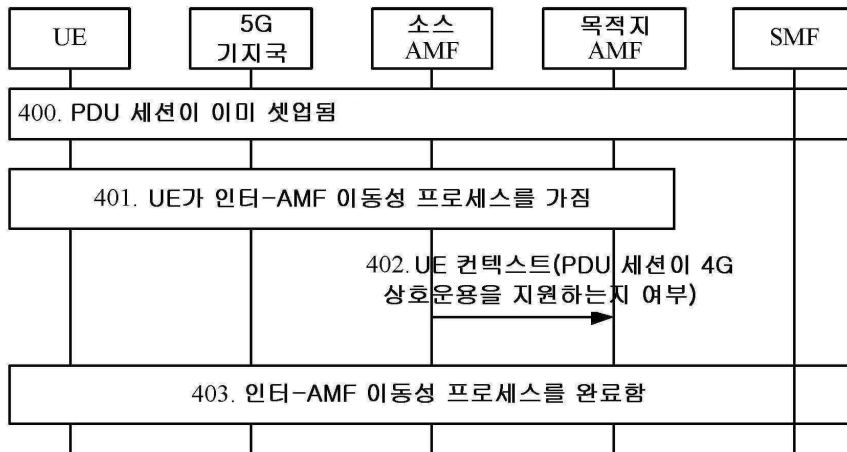 UE
5G
기지국
소스
AMF
목적지
AMF
SMF
400. PDU 세션이 이미 셋업됨
401. UE가 인터-AMF 이동성 프로세스를 가짐
402. UE 컨텍스트(PDU 세션이 4G
상호운용을 지원하는지 여부)
403. 인터-AMF 이동성 프로세스를 완료함